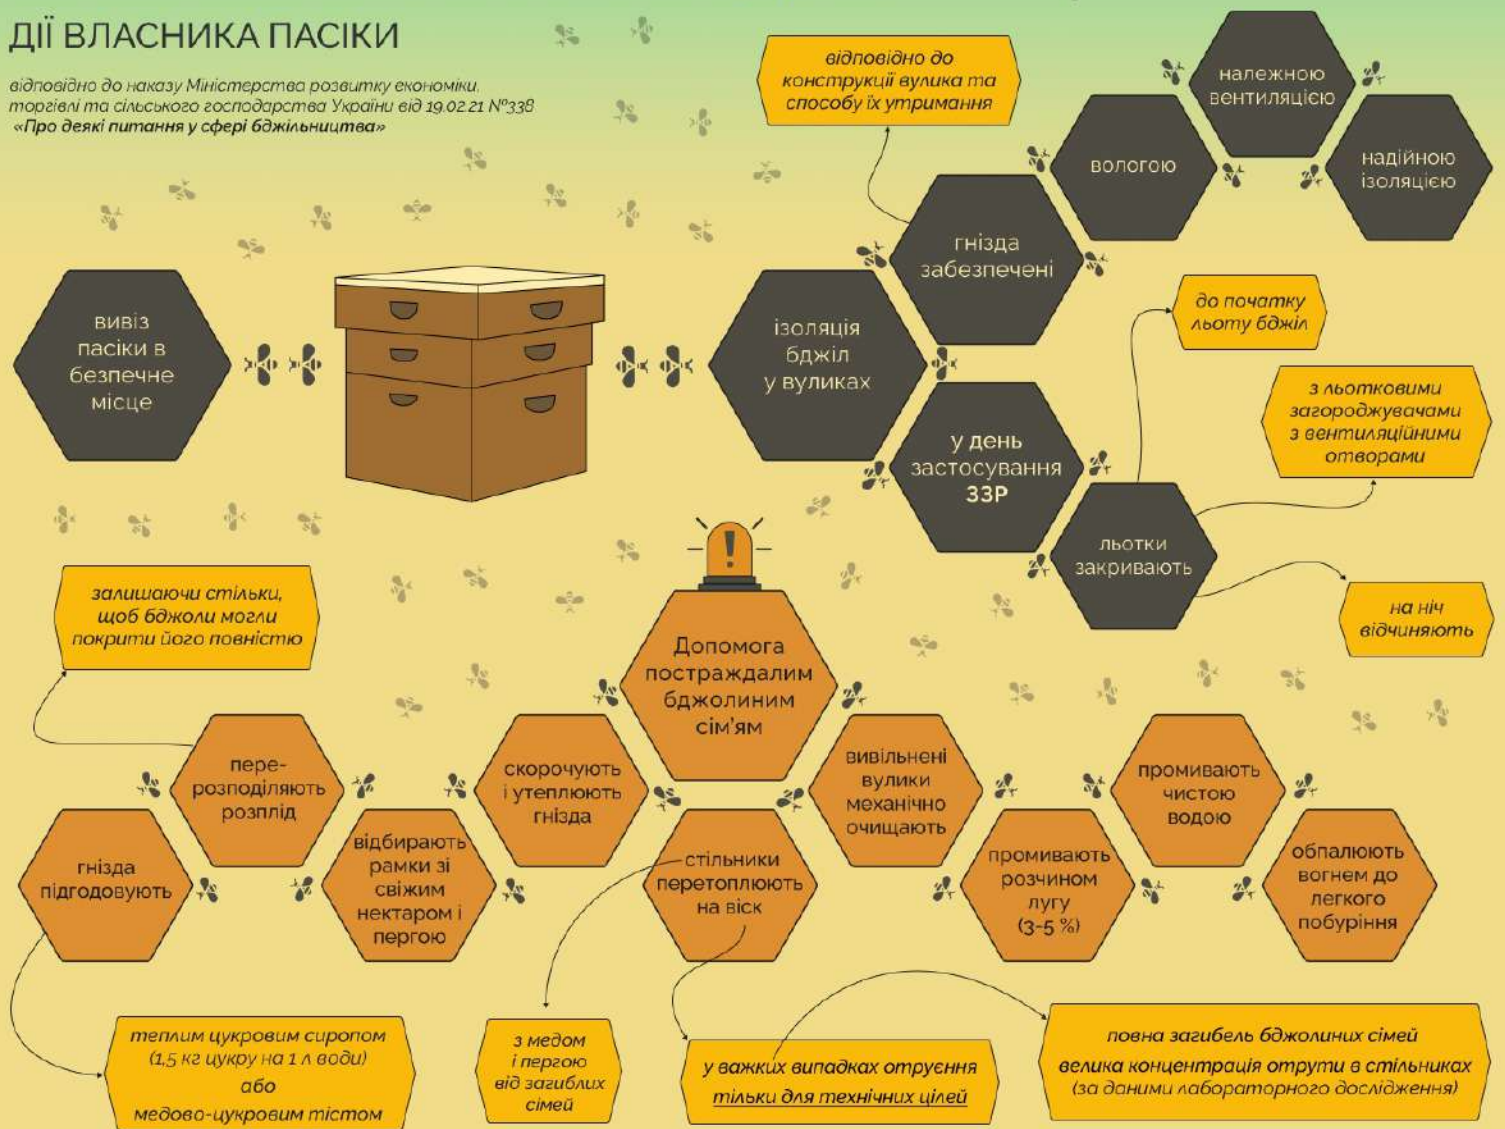 ДІЇ ВЛАСНИКА ПАСІКИ
відповідно до наказу Міністерства розвитку економіки,
торгівлі та сільського господарства України від 19.02.21 №338
«Про деякі питання у сфері бджільництва»
відповідно до
конструкції вулика та
способу їх утримання
належною
вентиляцією
вологою
надійною
ізоляцією
гнізда
забезпечені
вивіз
пасіки в
безпечне
місце
ізоляція
бджіл
у вуликах
до початку
льоту бджіл
з льотковими
загороджувачами
з вентиляційними
отворами
у день
застосування
ЗЗР
льотки
закривають
на ніч
відчиняють
!
Допомога
постраждалим
бджолиним
сім'ям
залишаючи стільки,
щоб бджоли могли
покрити його повністю
гнізда
підгодовують
пере-
розподіляють
розплід
відбирають
рамки зі
свіжим
нектаром і
пергою
скорочують
і утеплюють
гнізда
стільники
перетоплюють
на віск
вивільнені
вулики
механічно
очищають
промивають
розчином
лугу
(3-5 %)
промивають
чистою
водою
обпалюють
вогнем до
легкого
побуріння
теплим цукровим сиропом
(1,5 кг цукру на 1 л води)
або
медово-цукровим тістом
з медом
і пергою
від загиблих
сімей
у важких випадках отруєння
тільки для технічних цілей
повна загибель бджолиних сімей
велика концентрація отрути в стільниках
(за даними лабораторного дослідження)